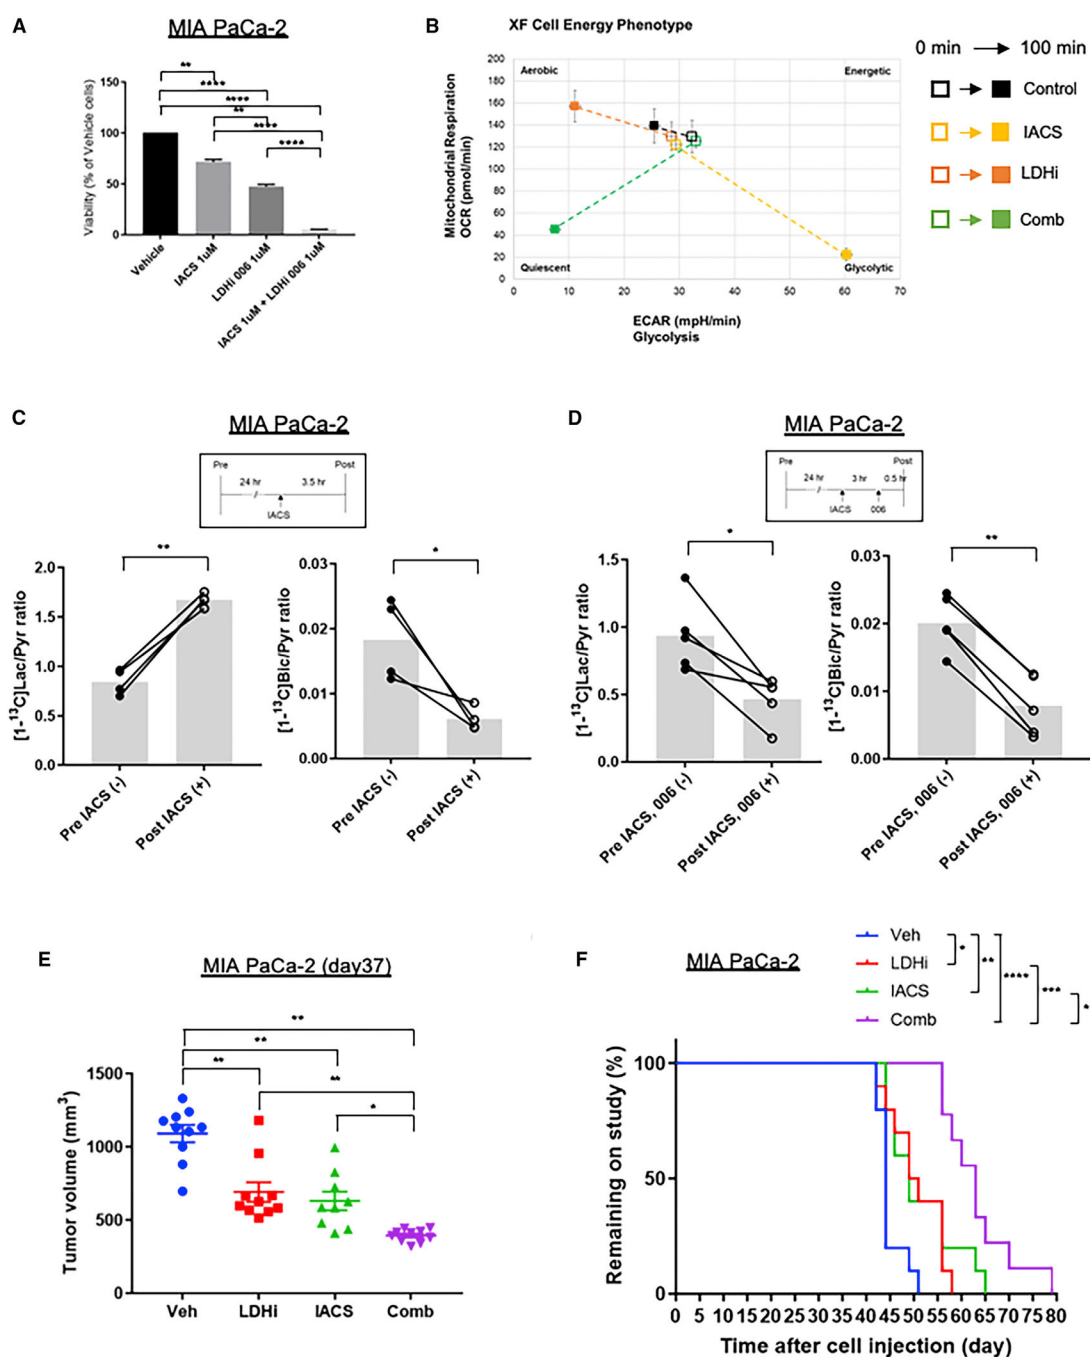 A
MIA PaCa-2
Viability (% of Vehicle cells)
150
100
50
0
**
****
****
**
****
****
Vehicle
IACS 1uM
LDHi 006 1uM
IACS 1uM + LDHi 006 1uM
B
XF Cell Energy Phenotype
Mitochondrial Respiration
OCR (pmol/min)
200
180
160
140
120
100
80
60
40
20
0
Aerobic
Energetic
Quiescent
Glycolytic
0 10 20 30 40 50 60 70
ECAR (mpH/min)
Glycolysis
0 min 100 min
Control
IACS
LDHi
Comb
C
MIA PaCa-2
Pre Post
24 hr 3.5 hr
IACS
[1-¹³C]Lac/Pyr ratio
2.0
1.5
1.0
0.5
0.0
**
Pre IACS (-)
Post IACS (+)
[1-¹³C]Bic/Pyr ratio
0.03
0.02
0.01
0.00
*
Pre IACS (-)
Post IACS (+)
D
MIA PaCa-2
Pre Post
24 hr 3 hr 0.5 hr
IACS 006
[1-¹³C]Lac/Pyr ratio
1.5
1.0
0.5
0.0
*
Pre IACS, 006 (-)
Post IACS, 006 (+)
[1-¹³C]Bic/Pyr ratio
0.03
0.02
0.01
0.00
**
Pre IACS, 006 (-)
Post IACS, 006 (+)
E
MIA PaCa-2 (day37)
Tumor volume (mm³)
1500
1000
500
0
**
**
**
**
*
Veh LDHi IACS Comb
F
MIA PaCa-2
Veh
LDHi
IACS
Comb
*
**
****
***
*
Remaining on study (%)
100
50
0
0 5 10 15 20 25 30 35 40 45 50 55 60 65 70 75 80
Time after cell injection (day)